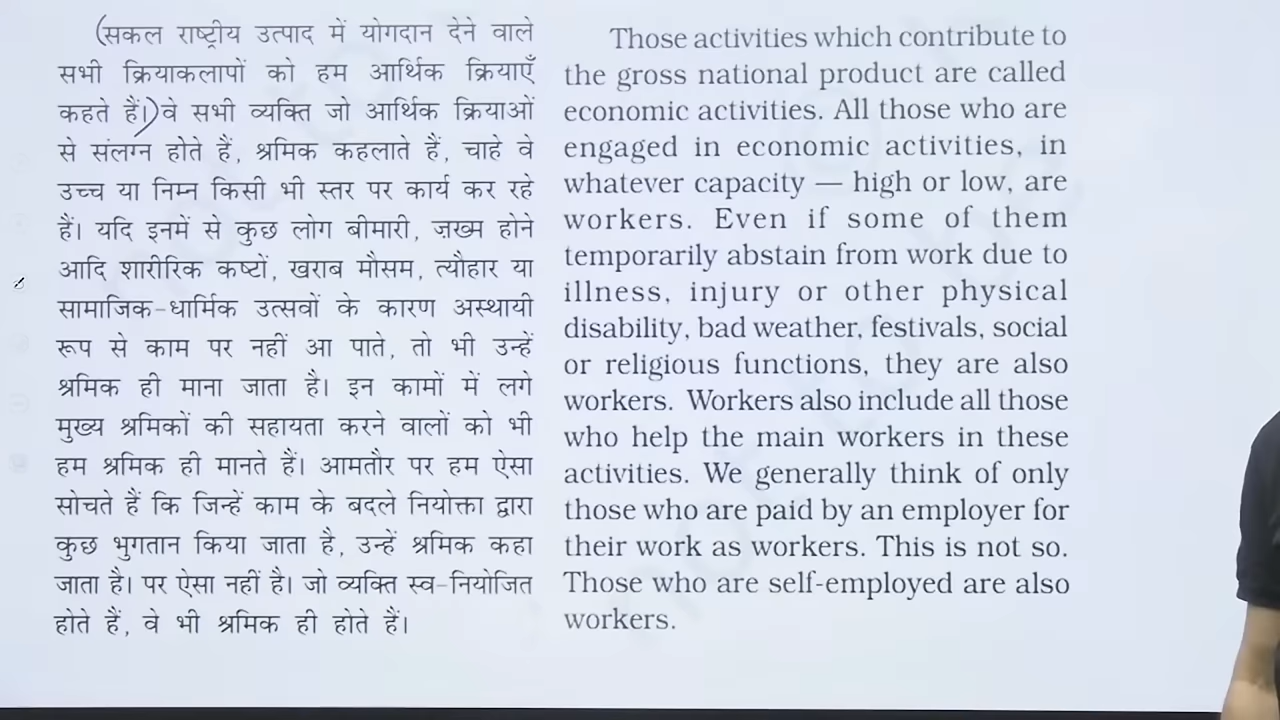 (सकल राष्ट्रीय उत्पाद में योगदान देने वाले
सभी क्रियाकलापों को हम आर्थिक क्रियाएँ
कहते हैं।) वे सभी व्यक्ति जो आर्थिक क्रियाओं
से संलग्न होते हैं, श्रमिक कहलाते हैं, चाहे वे
उच्च या निम्न किसी भी स्तर पर कार्य कर रहे
हैं। यदि इनमें से कुछ लोग बीमारी, ज़ख्म होने
आदि शारीरिक कष्टों, खराब मौसम, त्यौहार या
सामाजिक-धार्मिक उत्सवों के कारण अस्थायी
रूप से काम पर नहीं आ पाते, तो भी उन्हें
श्रमिक ही माना जाता है। इन कामों में लगे
मुख्य श्रमिकों की सहायता करने वालों को भी
हम श्रमिक ही मानते हैं। आमतौर पर हम ऐसा
सोचते हैं कि जिन्हें काम के बदले नियोक्ता द्वारा
कुछ भुगतान किया जाता है, उन्हें श्रमिक कहा
जाता है। पर ऐसा नहीं है। जो व्यक्ति स्व-नियोजित
होते हैं, वे भी श्रमिक ही होते हैं।
Those activities which contribute to
the gross national product are called
economic activities. All those who are
engaged in economic activities, in
whatever capacity — high or low, are
workers. Even if some of them
temporarily abstain from work due to
illness, injury or other physical
disability, bad weather, festivals, social
or religious functions, they are also
workers. Workers also include all those
who help the main workers in these
activities. We generally think of only
those who are paid by an employer for
their work as workers. This is not so.
Those who are self-employed are also
workers.